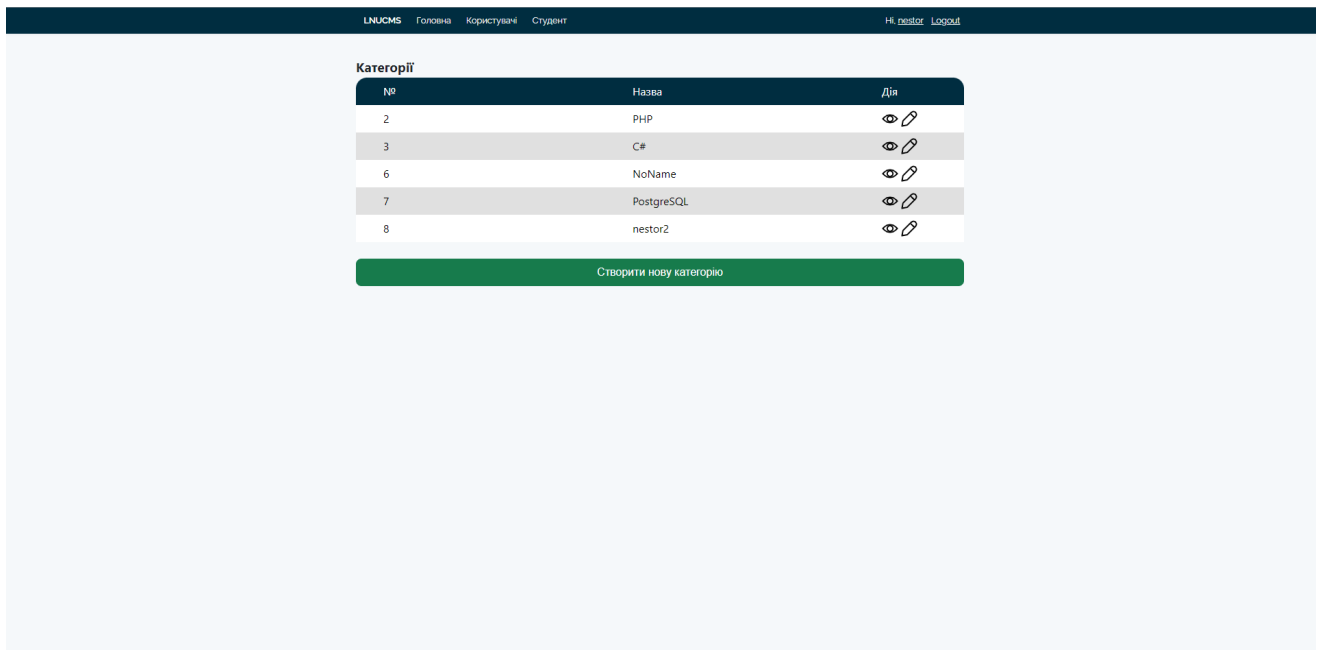 LNUCMS Головна Користувачі Студент Hi, nestor Logout
Категорії
№ Назва Дія
2 PHP
3 C#
6 NoName
7 PostgreSQL
8 nestor2
Створити нову категорію